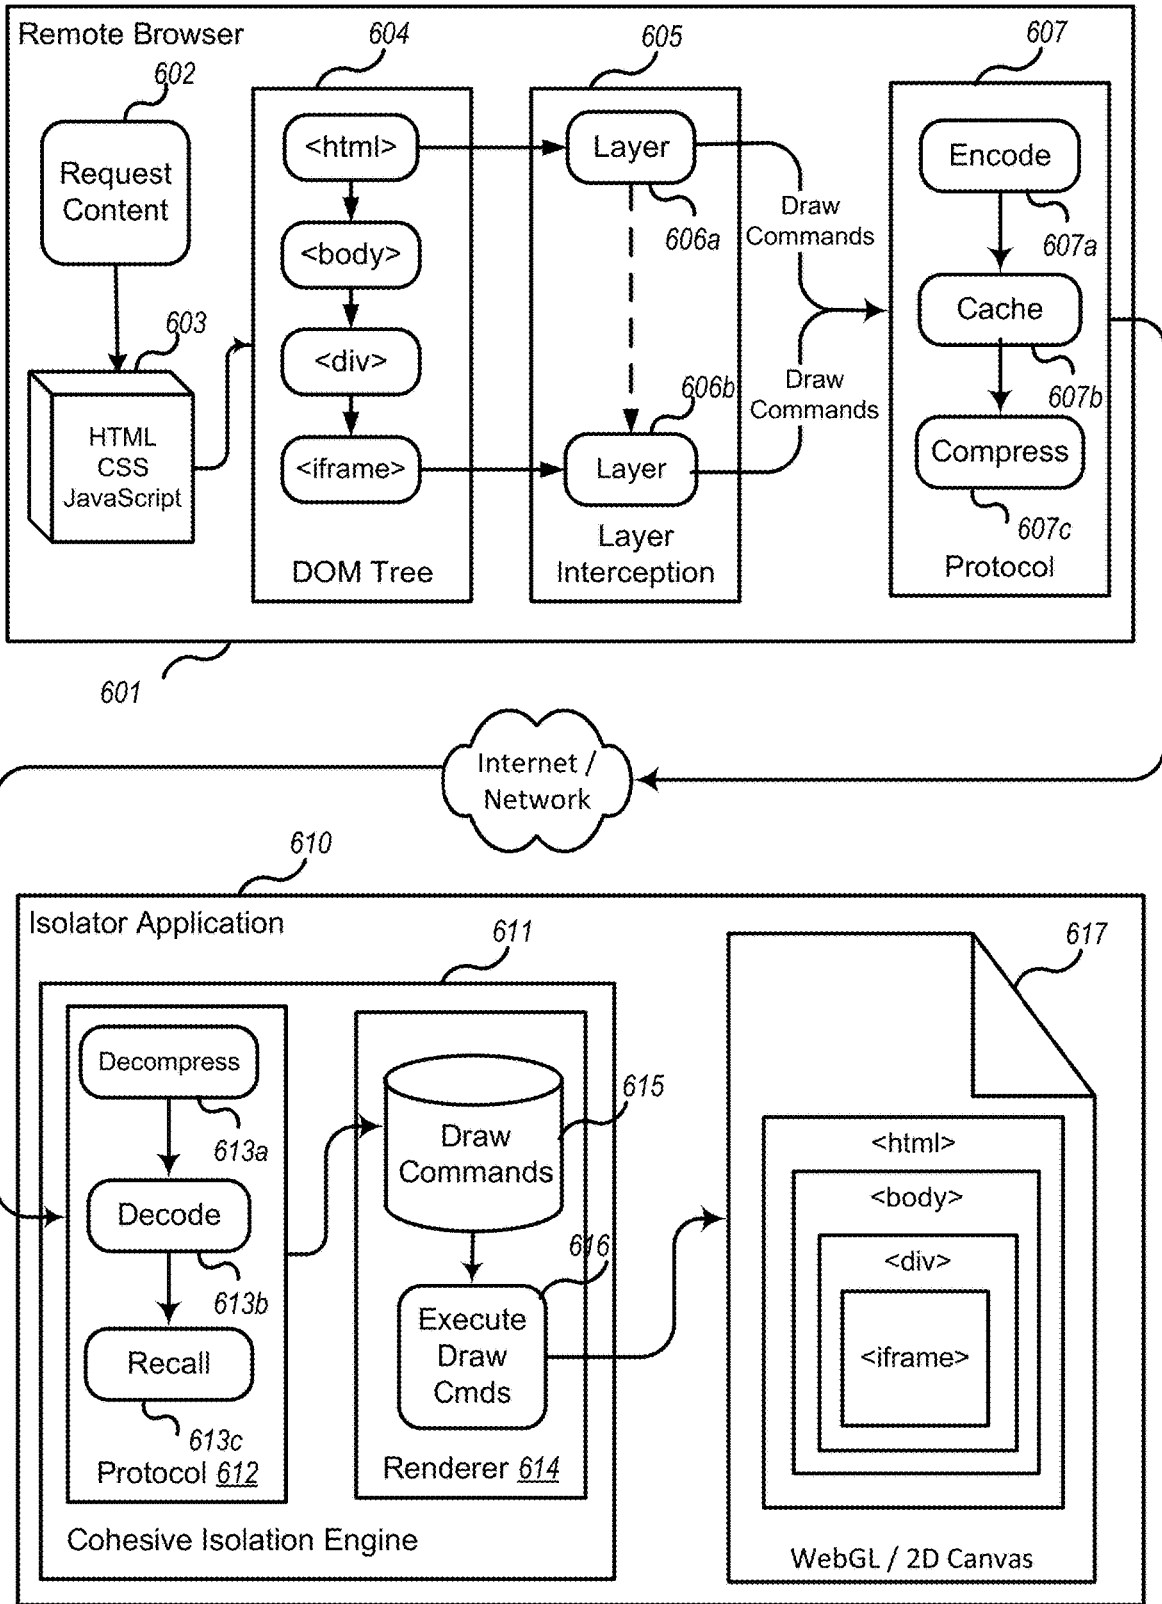 Remote Browser
602
604
605
607
Request
Content
<html>
Layer
Encode
606a
Draw
Commands
607a
<body>
Cache
603
<div>
606b
Draw
Commands
607b
HTML
CSS
JavaScript
<iframe>
Layer
Compress
607c
DOM Tree
Layer
Interception
Protocol
601
Internet /
Network
610
Isolator Application
611
617
Decompress
613a
615
Draw
Commands
<html>
Decode
613b
616
<body>
<div>
Recall
613c
Execute
Draw
Cmds
<iframe>
Protocol 612
Renderer 614
Cohesive Isolation Engine
WebGL / 2D Canvas